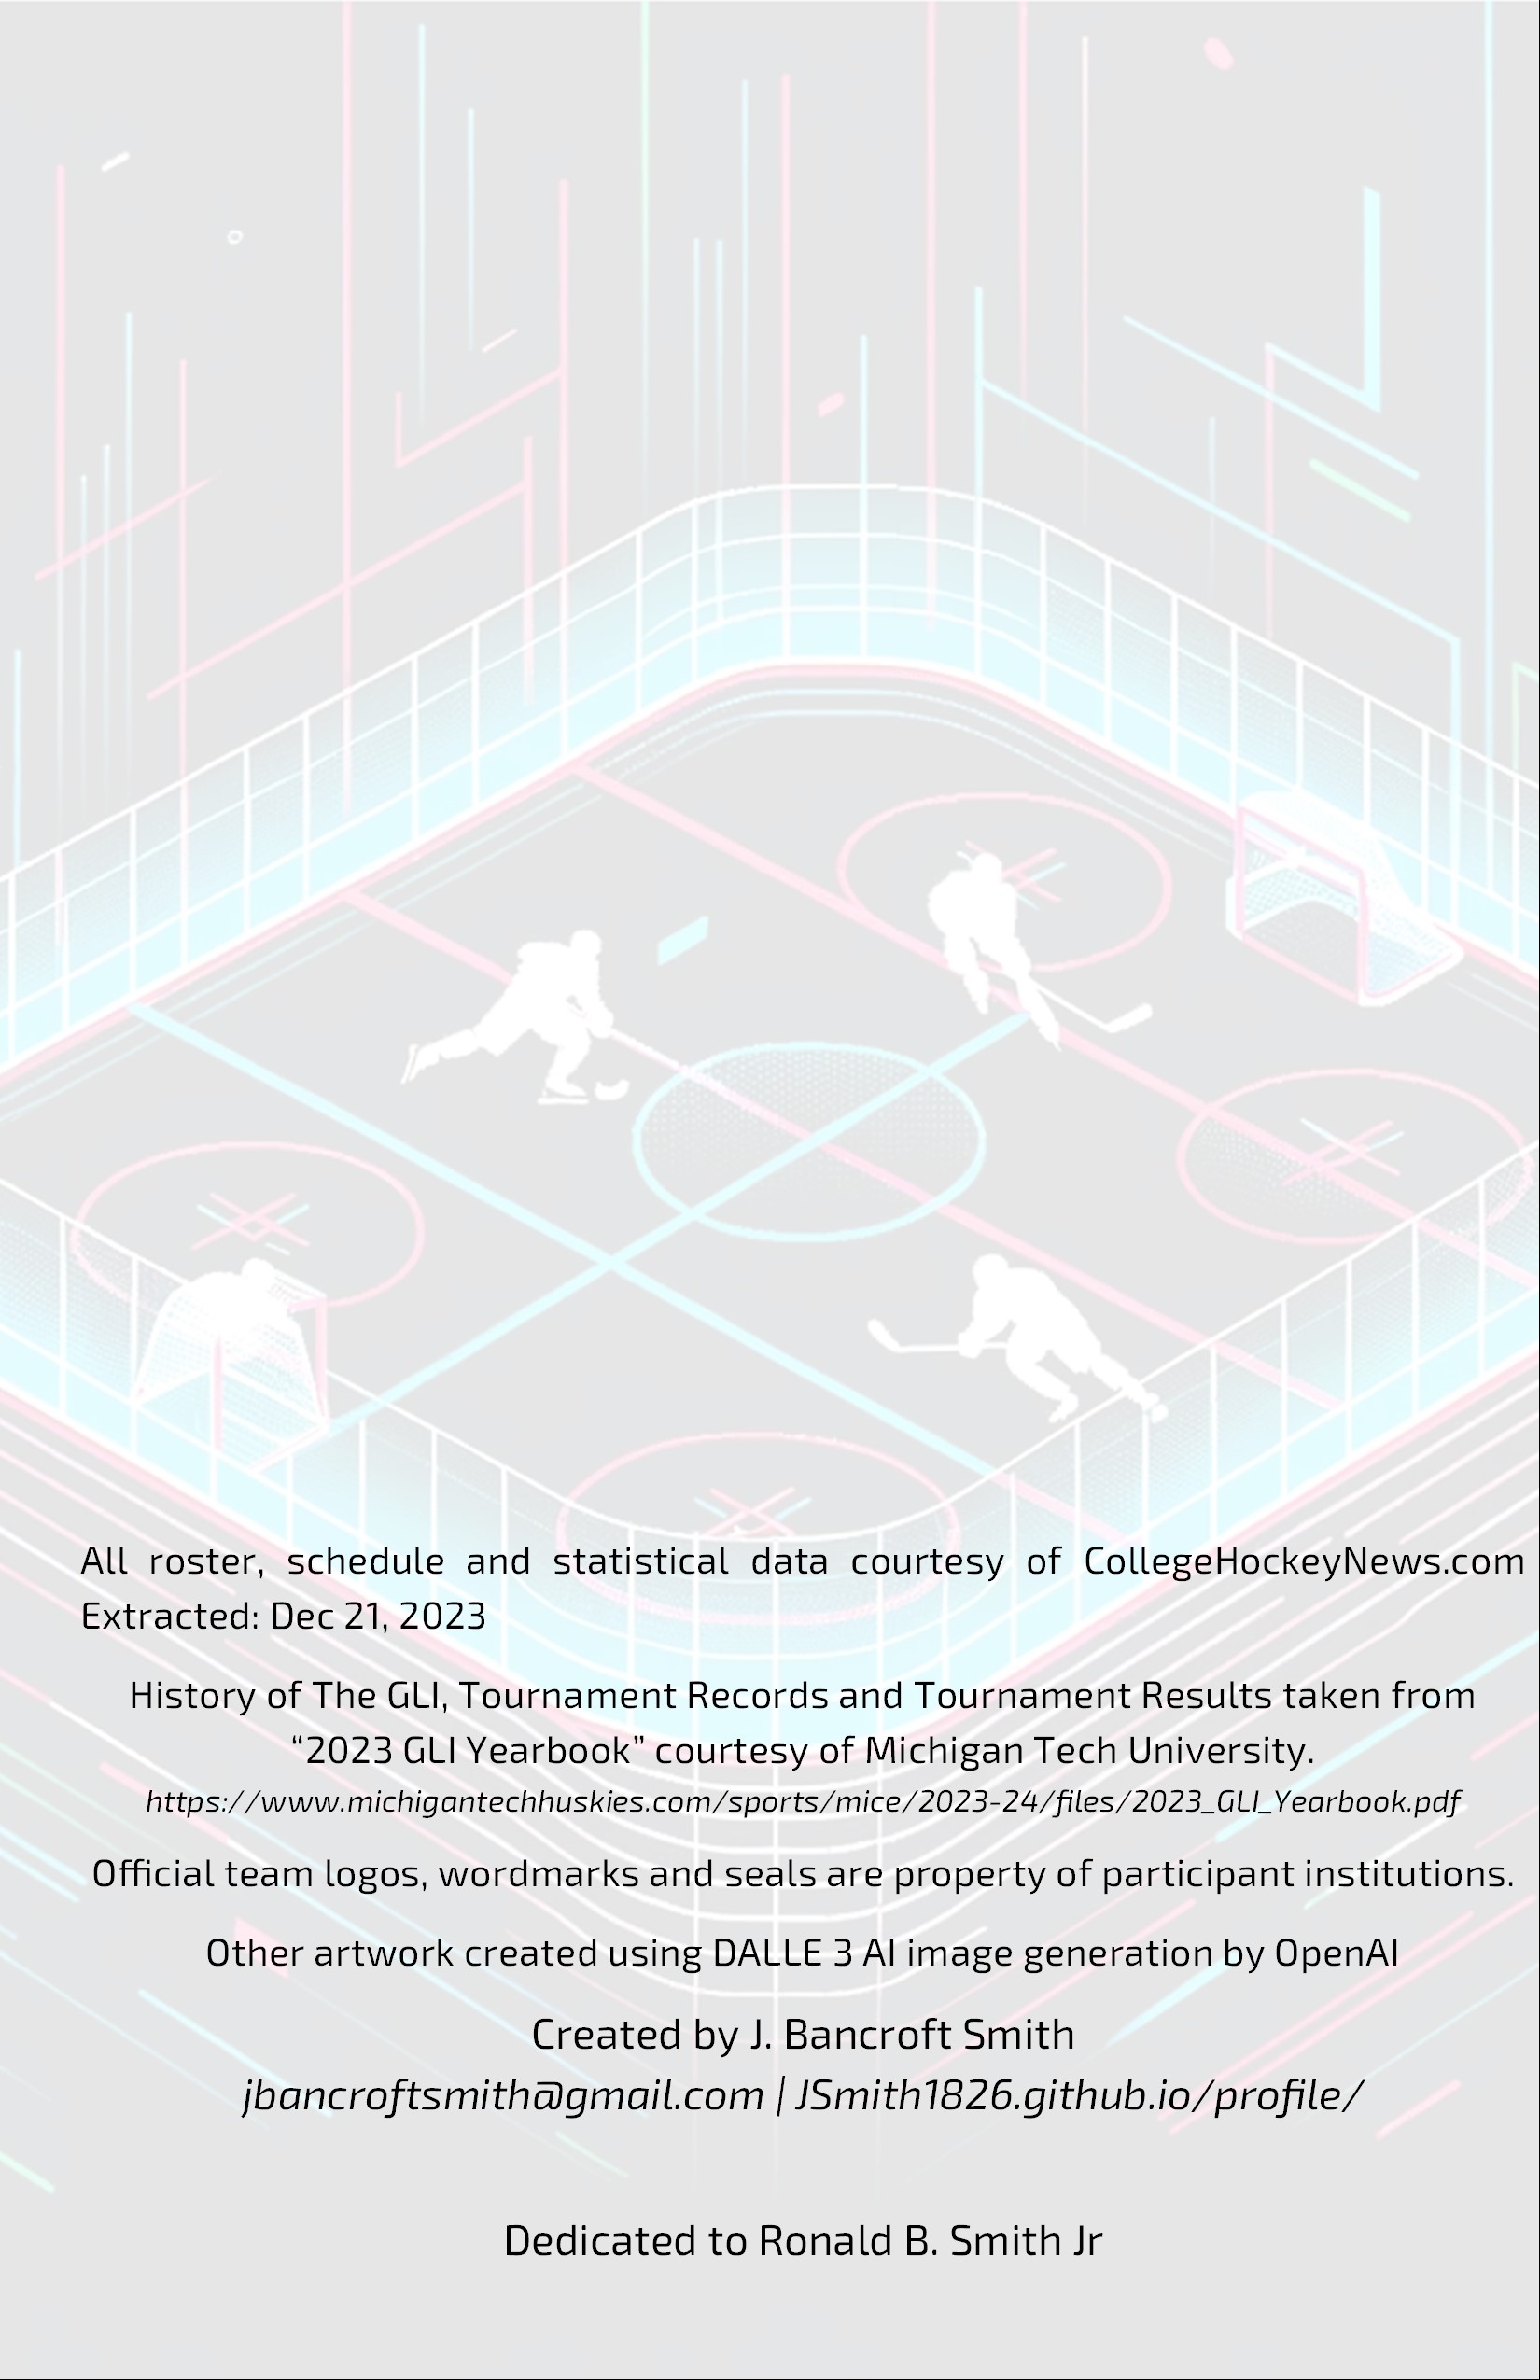 All roster, schedule and statistical data courtesy of CollegeHockeyNews.com
Extracted: Dec 21, 2023
History of The GLI, Tournament Records and Tournament Results taken from
“2023 GLI Yearbook” courtesy of Michigan Tech University.
https://www.michigantechhuskies.com/sports/mice/2023-24/files/2023_GLI_Yearbook.pdf
Official team logos, wordmarks and seals are property of participant institutions.
Other artwork created using DALLE 3 AI image generation by OpenAI
Created by J. Bancroft Smith
jbancroftsmith@gmail.com | JSmith1826.github.io/profile/
Dedicated to Ronald B. Smith Jr